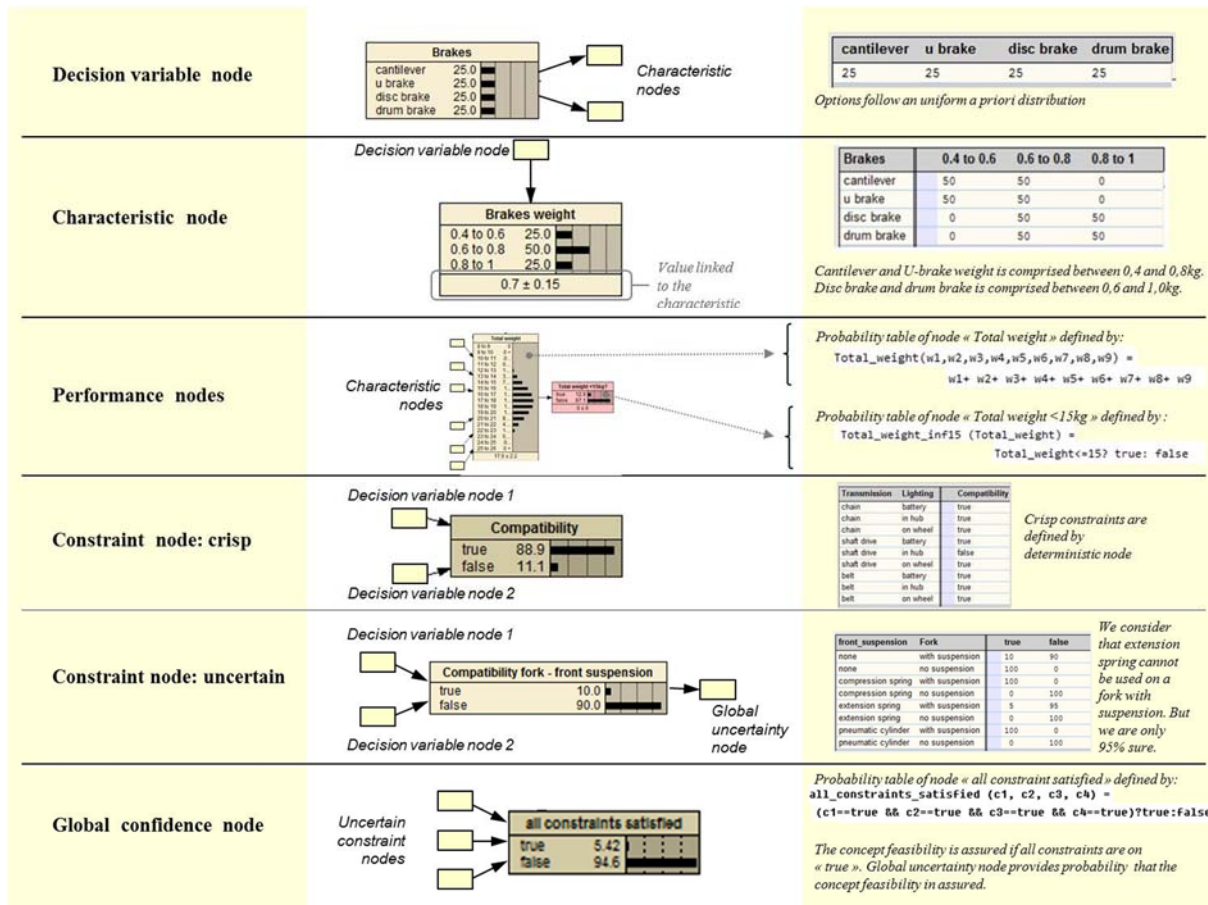 Decision variable node
Brakes
cantilever 25.0
u brake 25.0
disc brake 25.0
drum brake 25.0
Characteristic
nodes
cantilever u brake disc brake drum brake
25 25 25 25
Options follow an uniform a priori distribution
Characteristic node
Decision variable node
Brakes weight
0.4 to 0.6 25.0
0.6 to 0.8 50.0
0.8 to 1 25.0
0.7 ± 0.15
Value linked
to the
characteristic
Brakes 0.4 to 0.6 0.6 to 0.8 0.8 to 1
cantilever 50 50 0
u brake 50 50 0
disc brake 0 50 50
drum brake 0 50 50
Cantilever and U-brake weight is comprised between 0,4 and 0,8kg.
Disc brake and drum brake is comprised between 0,6 and 1,0kg.
Performance nodes
Characteristic
nodes
Total weight
Total weight <15kg?
true
false
Probability table of node « Total weight » defined by:
Total_weight(w1,w2,w3,w4,w5,w6,w7,w8,w9) =
w1+ w2+ w3+ w4+ w5+ w6+ w7+ w8+ w9
Probability table of node « Total weight <15kg » defined by :
Total_weight_inf15 (Total_weight) =
Total_weight<=15? true: false
Constraint node: crisp
Decision variable node 1
Compatibility
true 88.9
false 11.1
Decision variable node 2
Transmission Lighting Compatibility
chain battery true
chain in hub true
chain on wheel true
shaft drive battery true
shaft drive in hub false
shaft drive on wheel true
belt battery true
belt in hub true
belt on wheel true
Crisp constraints are
defined by
deterministic node
Constraint node: uncertain
Decision variable node 1
Compatibility fork - front suspension
true 10.0
false 90.0
Decision variable node 2
Global
uncertainty
node
front_suspension Fork true false
none with suspension 10 90
none no suspension 100 0
compression spring with suspension 100 0
compression spring no suspension 0 100
extension spring with suspension 5 95
extension spring no suspension 0 100
pneumatic cylinder with suspension 100 0
pneumatic cylinder no suspension 0 100
We consider
that extension
spring cannot
be used on a
fork with
suspension. But
we are only
95% sure.
Global confidence node
Uncertain
constraint
nodes
all constraints satisfied
true 5.42
false 94.6
Probability table of node « all constraint satisfied » defined by:
all_constraints_satisfied (c1, c2, c3, c4) =
(c1==true && c2==true && c3==true && c4==true)?true:false
The concept feasibility is assured if all constraints are on
« true ». Global uncertainty node provides probability that the
concept feasibility in assured.